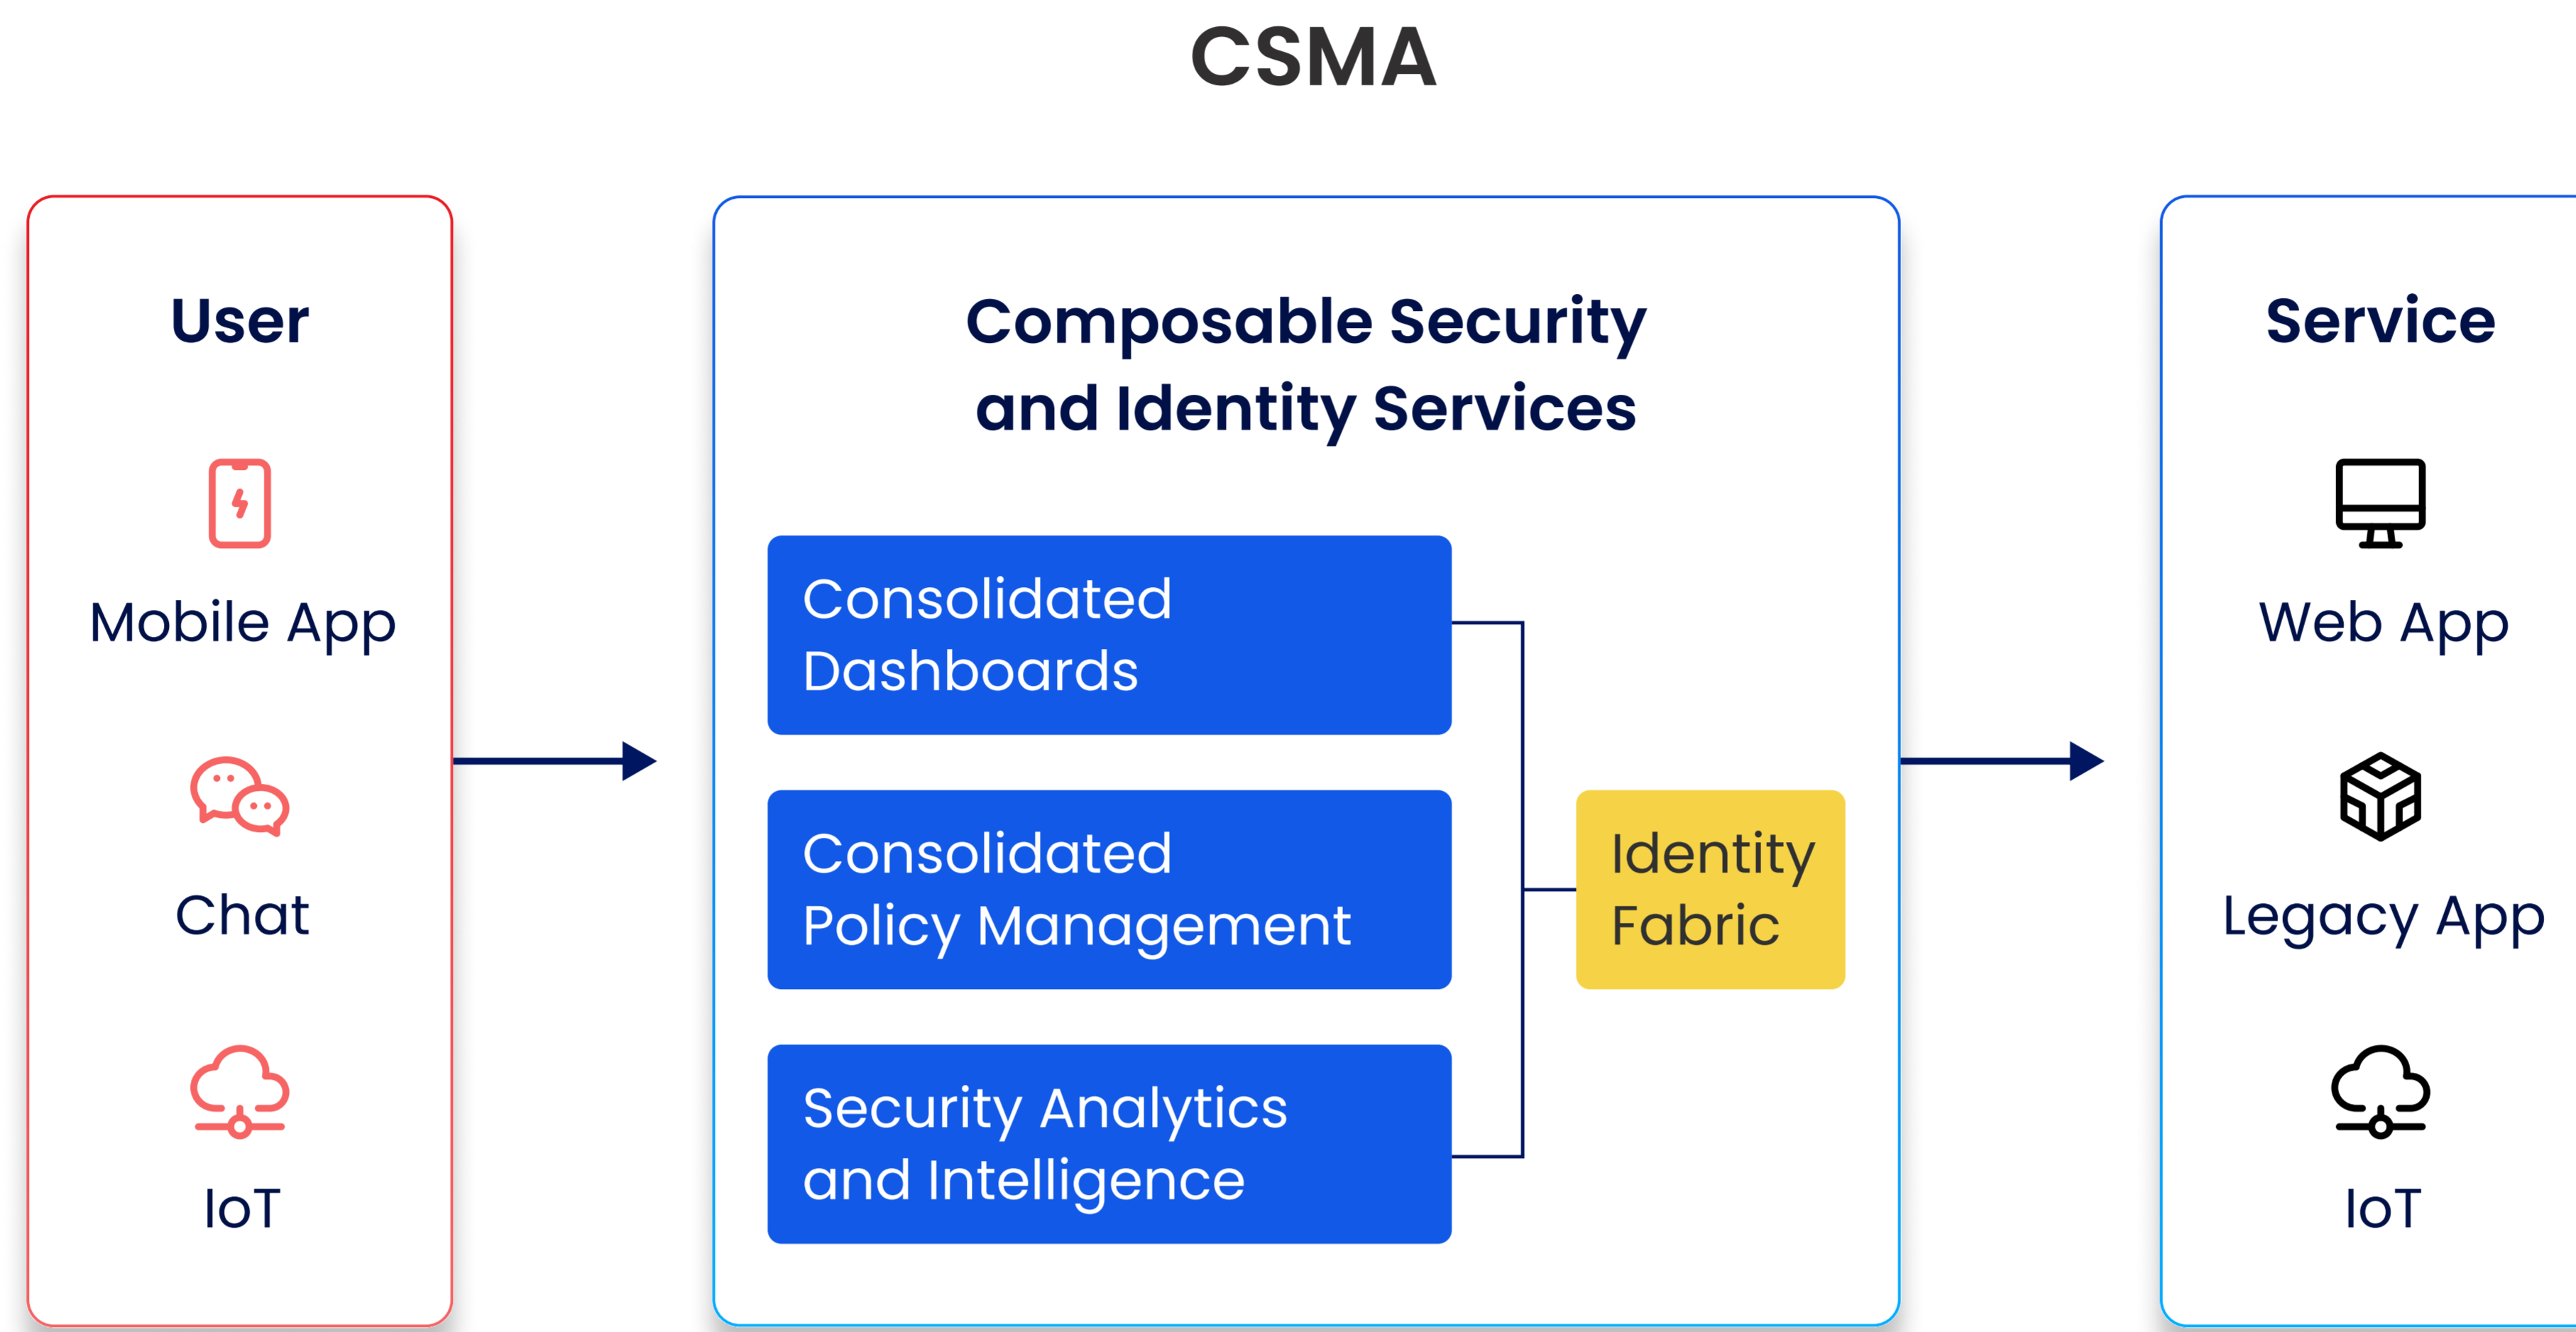 CSMA
User
Mobile App
Chat
IoT
Composable Security
and Identity Services
Consolidated
Dashboards
Consolidated
Policy Management
Security Analytics
and Intelligence
Identity
Fabric
Service
Web App
Legacy App
IoT